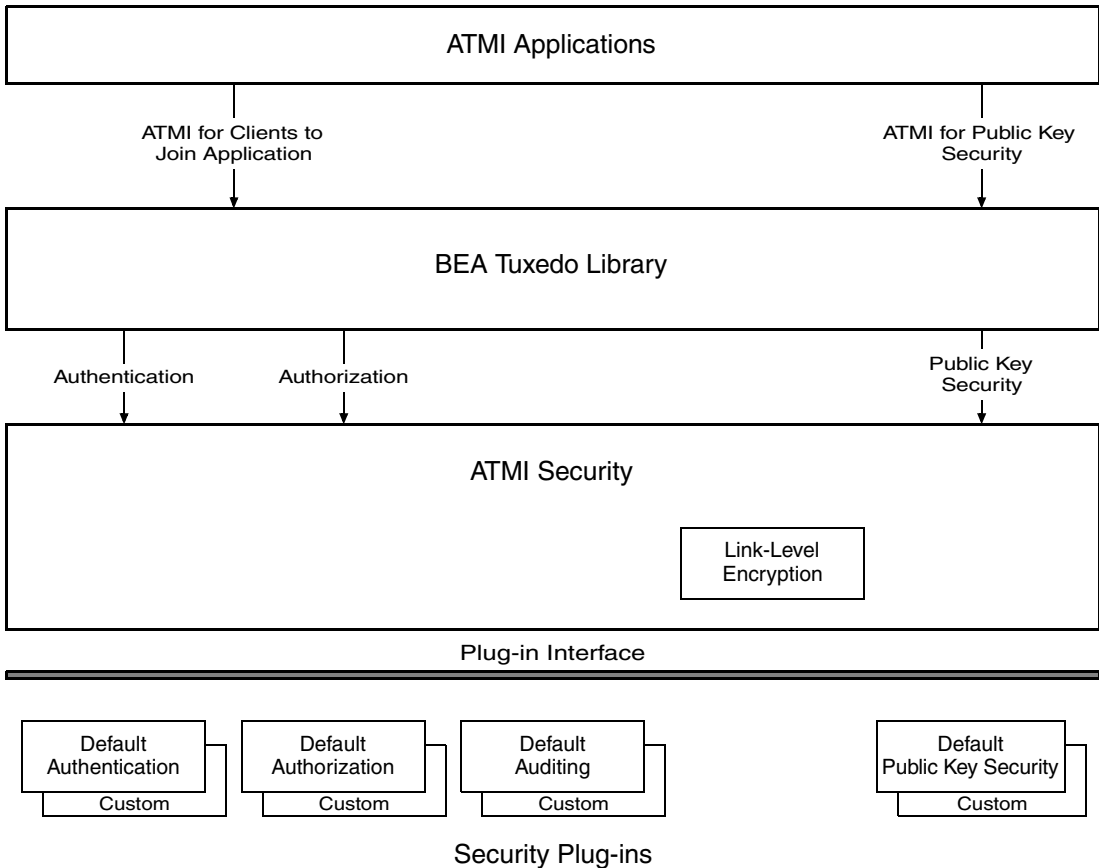 ATMI Applications
ATMI for Clients to
Join Application
ATMI for Public Key
Security
BEA Tuxedo Library
Authentication
Authorization
Public Key
Security
ATMI Security
Link-Level
Encryption
Plug-in Interface
Default
Authentication
Custom
Default
Authorization
Custom
Default
Auditing
Custom
Default
Public Key Security
Custom
Security Plug-ins